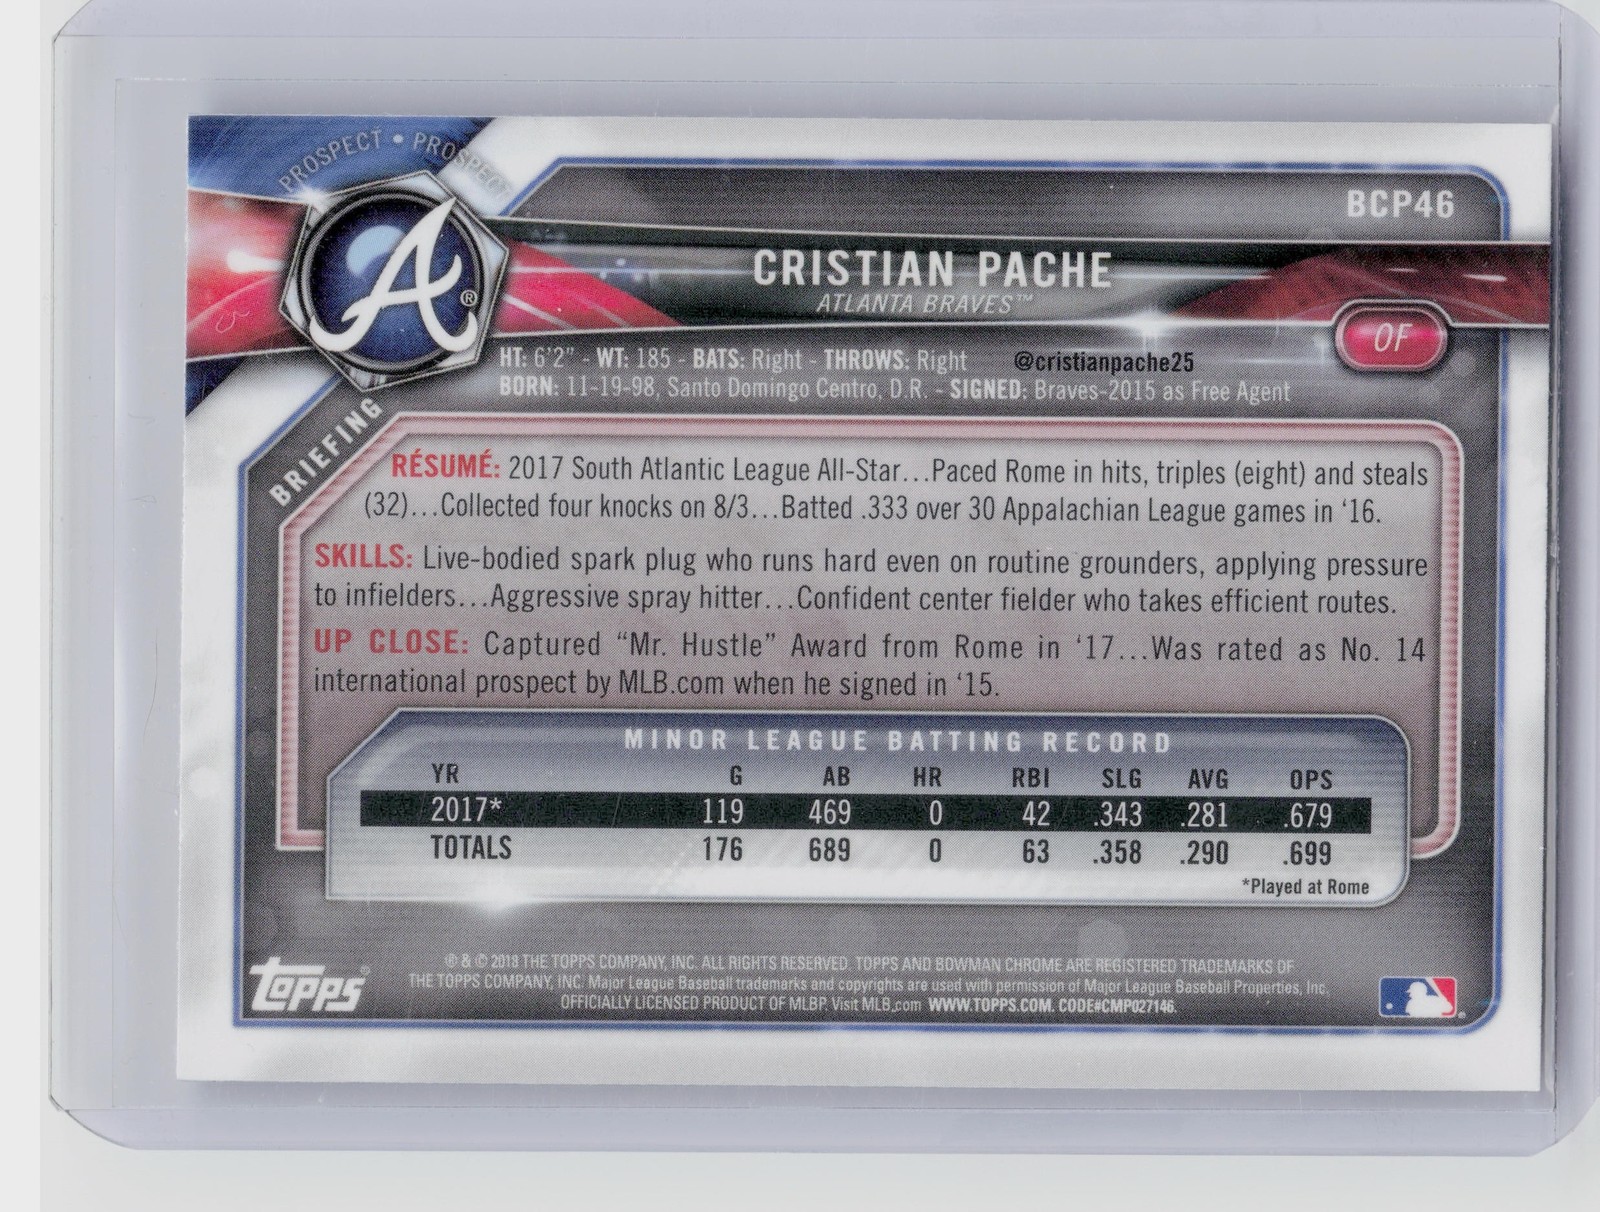 PROSPECT • PROSPECT
BCP46
A®
CRISTIAN PACHE
ATLANTA BRAVES™
OF
HT: 6'2" - WT: 185 - BATS: Right - THROWS: Right @cristianpache25
BORN: 11-19-98, Santo Domingo Centro, D.R. - SIGNED: Braves-2015 as Free Agent
BRIEFING
RÉSUMÉ: 2017 South Atlantic League All-Star...Paced Rome in hits, triples (eight) and steals
(32)...Collected four knocks on 8/3...Batted .333 over 30 Appalachian League games in '16.
SKILLS: Live-bodied spark plug who runs hard even on routine grounders, applying pressure
to infielders...Aggressive spray hitter...Confident center fielder who takes efficient routes.
UP CLOSE: Captured “Mr. Hustle” Award from Rome in '17...Was rated as No. 14
international prospect by MLB.com when he signed in '15.
MINOR LEAGUE BATTING RECORD
YR G AB HR RBI SLG AVG OPS
2017* 119 469 0 42 .343 .281 .679
TOTALS 176 689 0 63 .358 .290 .699
*Played at Rome
® & © 2018 THE TOPPS COMPANY, INC. ALL RIGHTS RESERVED. TOPPS AND BOWMAN CHROME ARE REGISTERED TRADEMARKS OF
THE TOPPS COMPANY, INC. Major League Baseball trademarks and copyrights are used with permission of Major League Baseball Properties, Inc.
OFFICIALLY LICENSED PRODUCT OF MLBP. Visit MLB.com WWW.TOPPS.COM. CODE#CMP027146.
Topps®